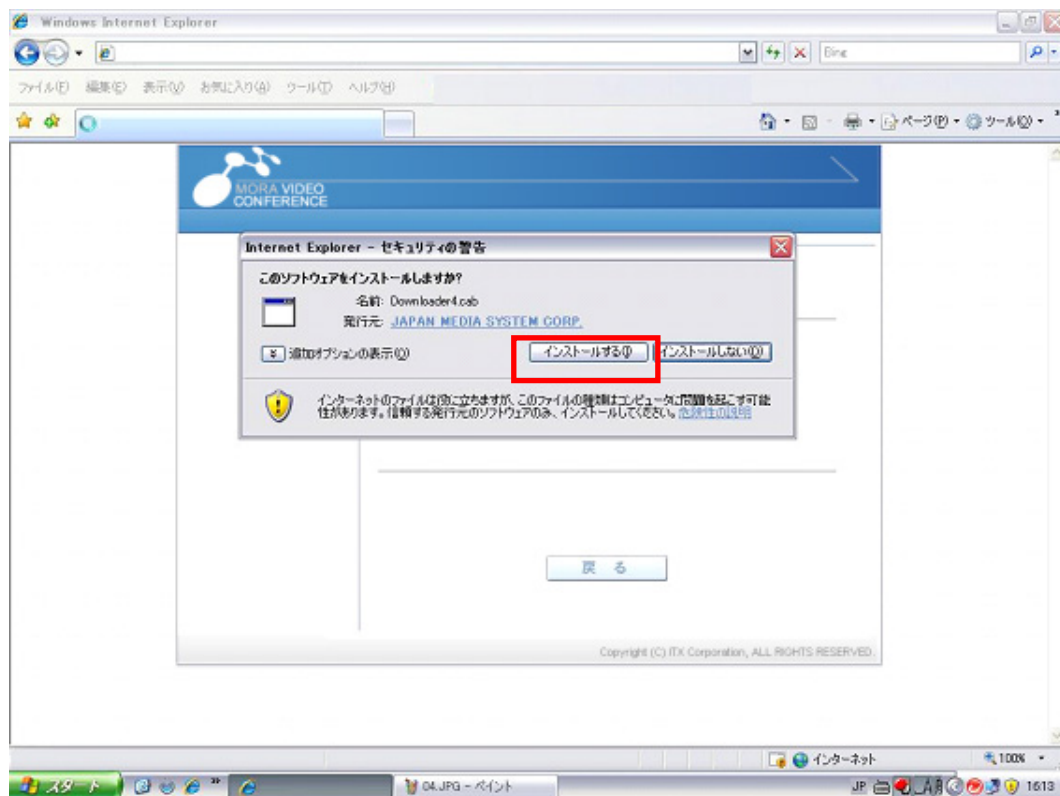 Windows Internet Explorer
Bing
ファイル(F) 編集(E) 表示(V) お気に入り(A) ツール(T) ヘルプ(H)
ページ(P) ツール(O)
MORA VIDEO
CONFERENCE
Internet Explorer - セキュリティの警告
このソフトウェアをインストールしますか?
名前: Downloader4.cab
発行元: JAPAN MEDIA SYSTEM CORP.
追加オプションの表示(O)
インストールする(I) インストールしない(D)
インターネットのファイルは役に立ちますが、このファイルの種類はコンピュータに問題を起こす可能
性があります。信頼する発行元のソフトウェアのみ、インストールしてください。危険性の説明
戻る
Copyright (C) ITX Corporation, ALL RIGHTS RESERVED.
インターネット 100%
スタート 04.JPG - ペイント JP 16:13